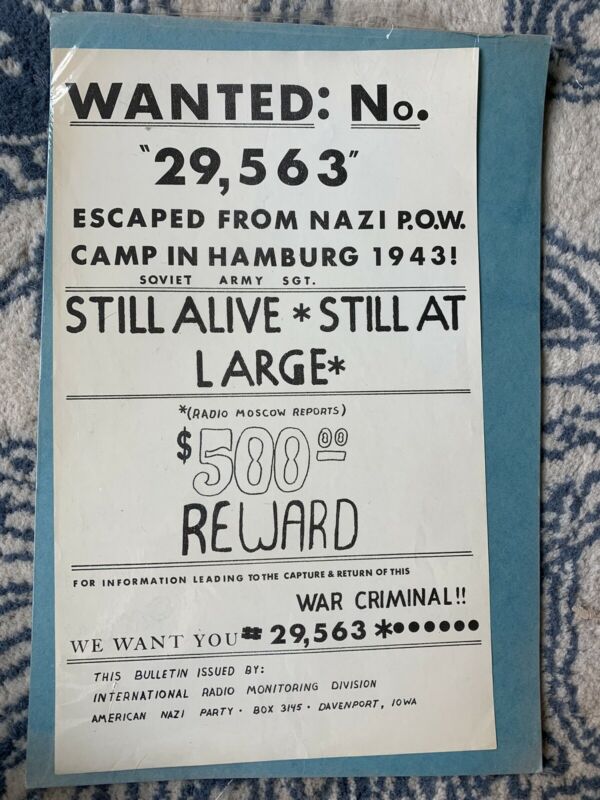 WANTED: No.
"29,563"
ESCAPED FROM NAZI P.O.W.
CAMP IN HAMBURG 1943!
SOVIET ARMY SGT.
STILL ALIVE * STILL AT
LARGE*
*(RADIO MOSCOW REPORTS)
$500.00
REWARD
FOR INFORMATION LEADING TO THE CAPTURE & RETURN OF THIS
WAR CRIMINAL!!
WE WANT YOU # 29,563 *●●●●●●
THIS BULLETIN ISSUED BY:
INTERNATIONAL RADIO MONITORING DIVISION
AMERICAN NAZI PARTY · BOX 3145 · DAVENPORT, IOWA